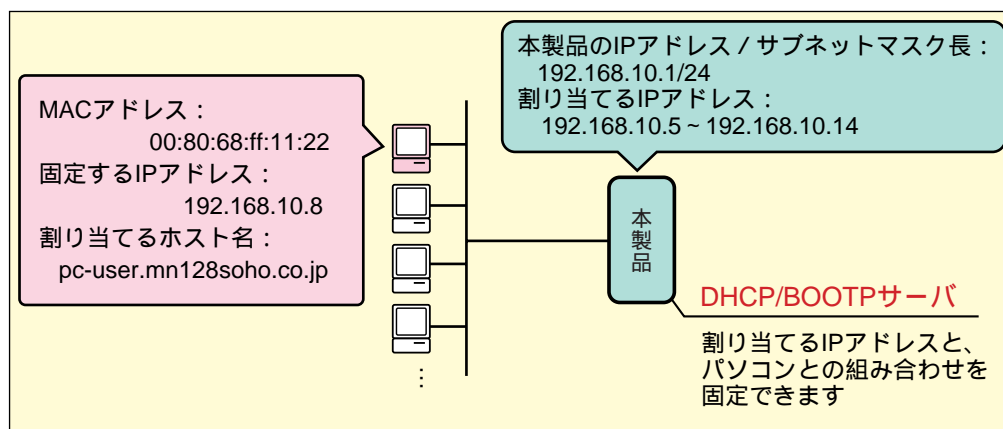 本製品のIPアドレス / サブネットマスク長：
192.168.10.1/24
割り当てるIPアドレス：
192.168.10.5 ~ 192.168.10.14
MACアドレス：
00:80:68:ff:11:22
固定するIPアドレス：
192.168.10.8
割り当てるホスト名：
pc-user.mn128soho.co.jp
本製品
DHCP/BOOTPサーバ
割り当てるIPアドレスと、
パソコンとの組み合わせを
固定できます
…